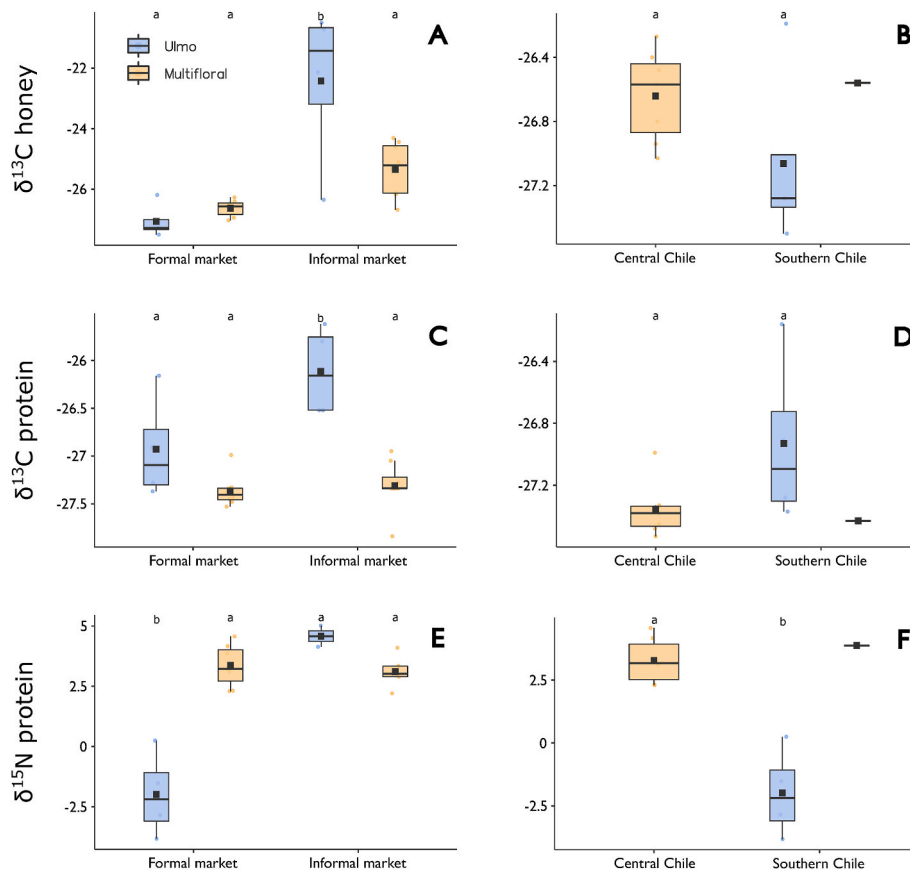 a a b a
A
Ulmo
Multifloral
δ¹³C honey
-22
-24
-26
Formal market Informal market
a a
B
-26.4
-26.8
-27.2
Central Chile Southern Chile
a a b a
C
δ¹³C protein
-26
-26.5
-27
-27.5
Formal market Informal market
a a
D
-26.4
-26.8
-27.2
Central Chile Southern Chile
b a a a
E
δ¹⁵N protein
5
2.5
0
-2.5
Formal market Informal market
a b
F
2.5
0
-2.5
Central Chile Southern Chile